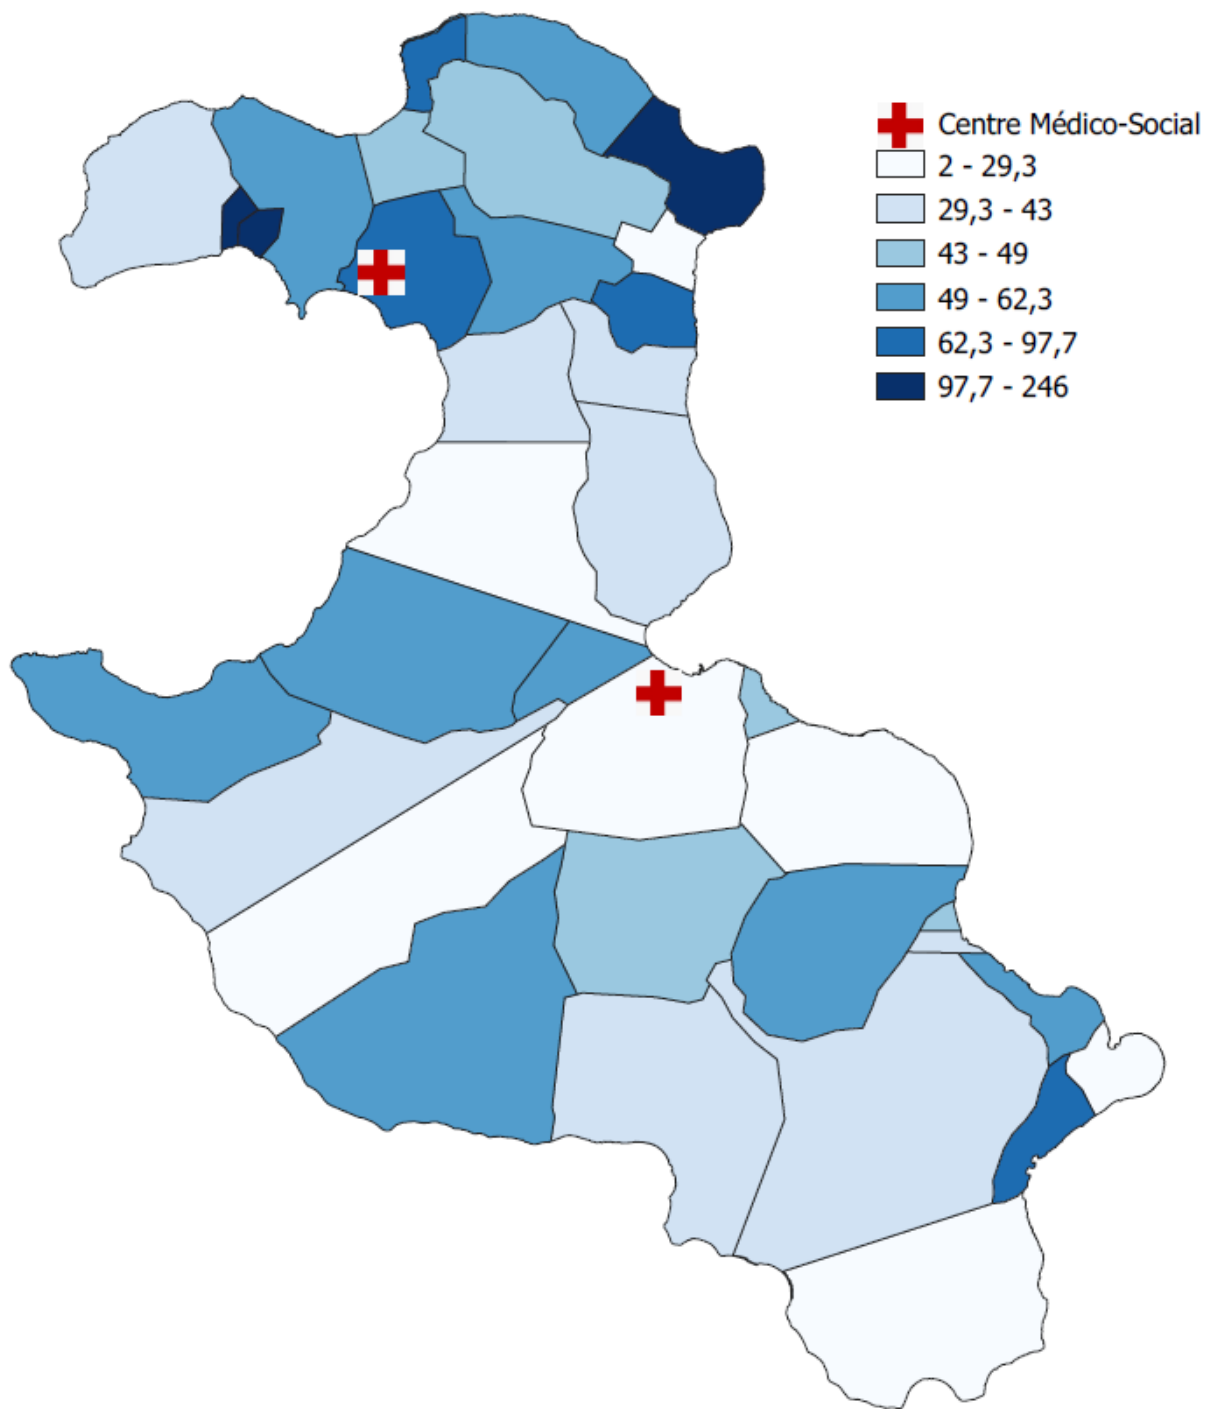 Centre Médico-Social
2 - 29,3
29,3 - 43
43 - 49
49 - 62,3
62,3 - 97,7
97,7 - 246